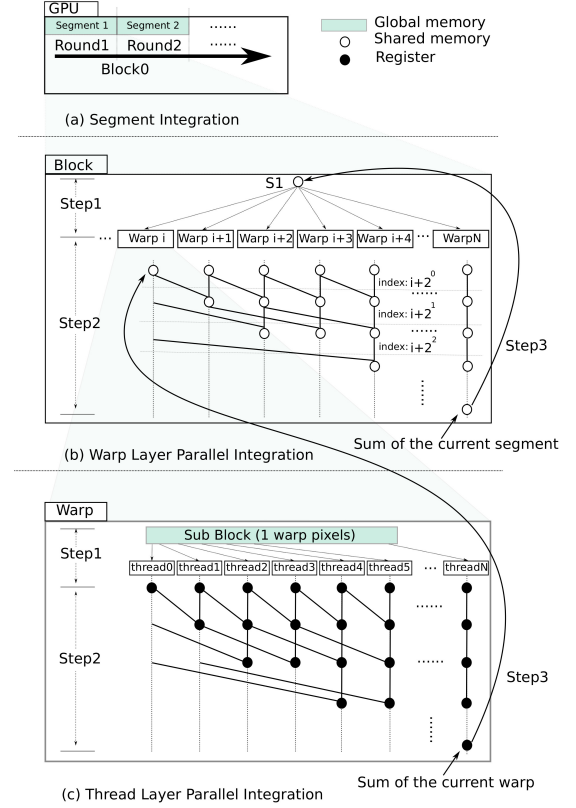 GPU
Segment 1 Segment 2 ......
Round1 Round2 ......
Block0
Global memory
Shared memory
Register
(a) Segment Integration
Block
S1
Step1
... Warp i Warp i+1 Warp i+2 Warp i+3 Warp i+4 ... WarpN
index: i+2^0
......
index: i+2^1
Step2
......
index: i+2^2
Step3
......
Sum of the current segment
(b) Warp Layer Parallel Integration
Warp
Sub Block (1 warp pixels)
Step1
thread0 thread1 thread2 thread3 thread4 thread5 ... threadN
......
Step2
......
Step3
......
Sum of the current warp
(c) Thread Layer Parallel Integration